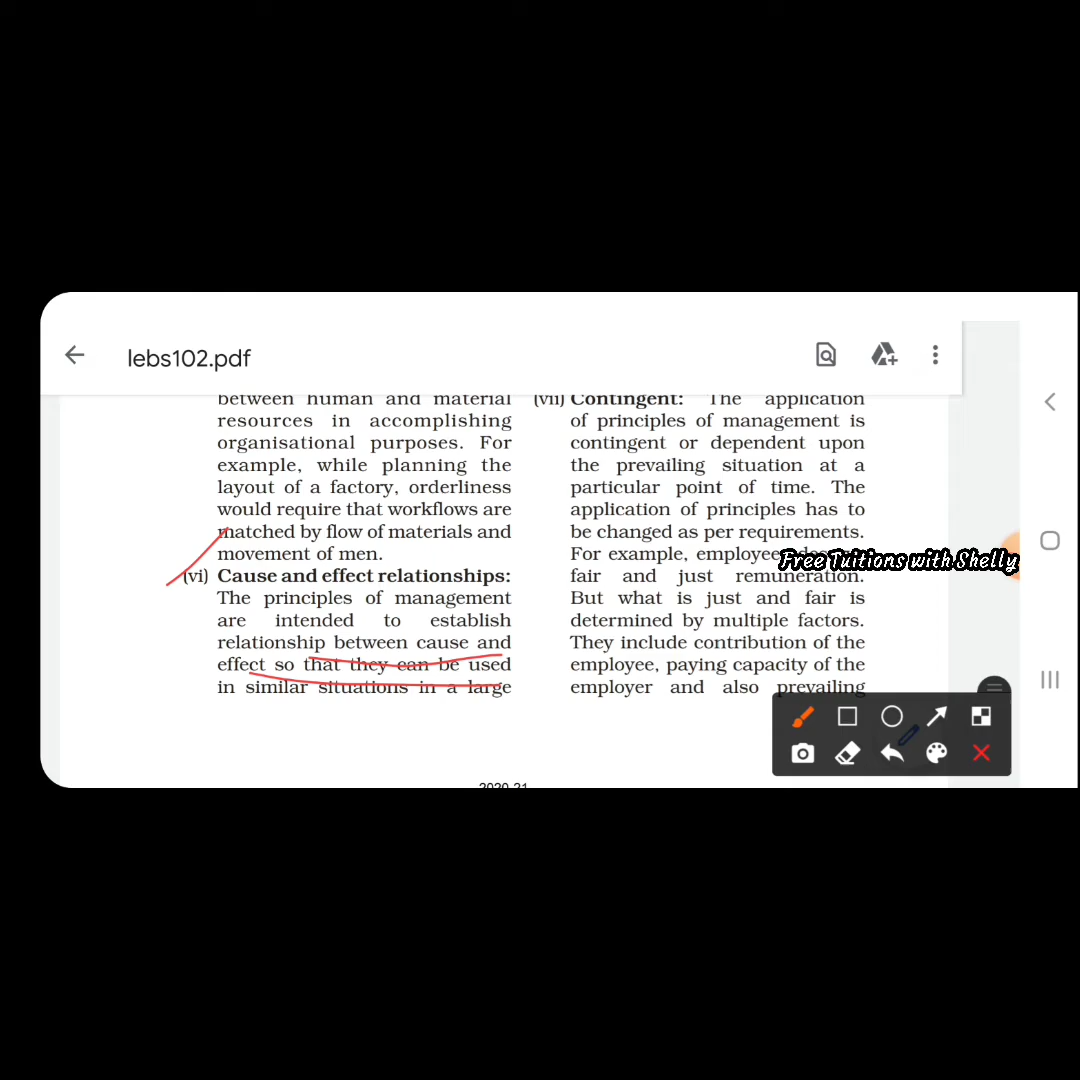 lebs102.pdf
between human and material
resources in accomplishing
organisational purposes. For
example, while planning the
layout of a factory, orderliness
would require that workflows are
matched by flow of materials and
movement of men.
(vi) Cause and effect relationships:
The principles of management
are intended to establish
relationship between cause and
effect so that they can be used
in similar situations in a large
(vii) Contingent: The application
of principles of management is
contingent or dependent upon
the prevailing situation at a
particular point of time. The
application of principles has to
be changed as per requirements.
For example, employees
fair and just remuneration.
But what is just and fair is
determined by multiple factors.
They include contribution of the
employee, paying capacity of the
employer and also prevailing
Free Tuitions with Shelly
2020-21